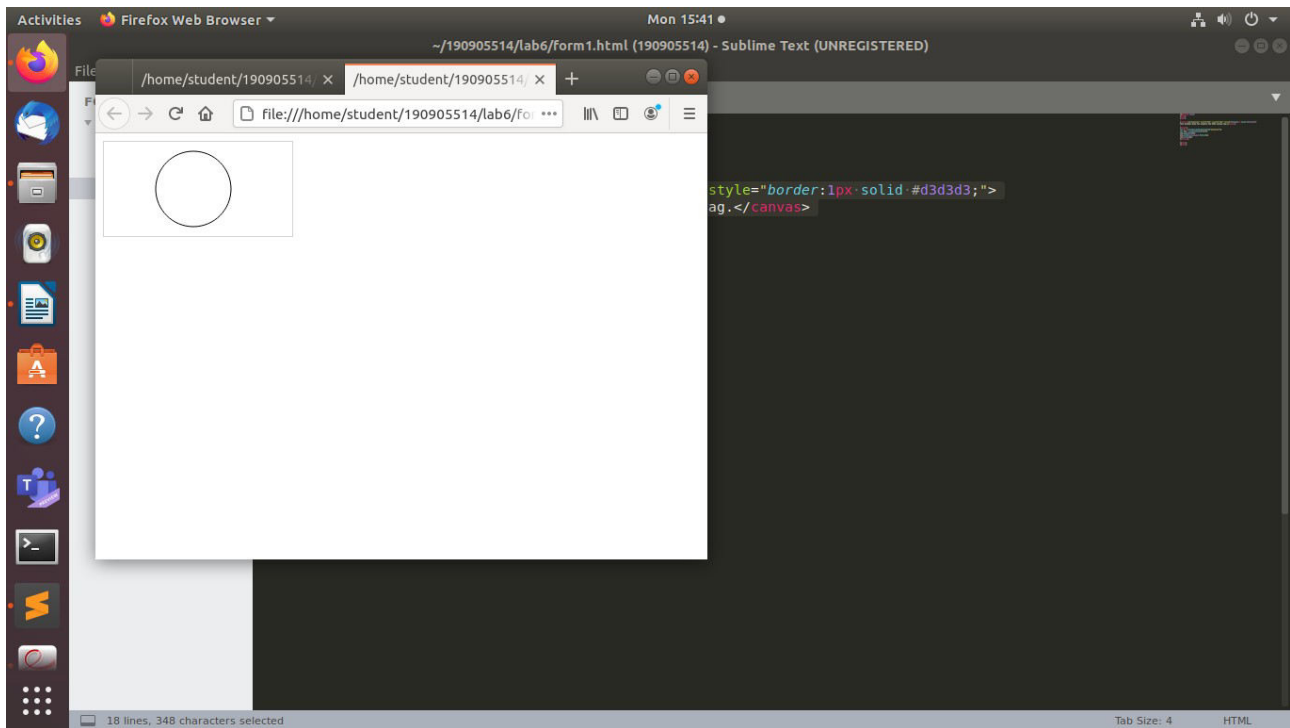 Activities Firefox Web Browser Mon 15:41
~/190905514/lab6/form1.html (190905514) - Sublime Text (UNREGISTERED)
File
/home/student/190905514/ /home/student/190905514/
file:///home/student/190905514/lab6/for
style="border:1px solid #d3d3d3;">
ag.</canvas>
18 lines, 348 characters selected Tab Size: 4 HTML